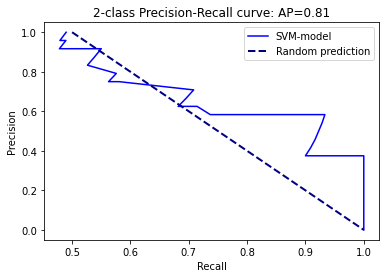 2-class Precision-Recall curve: AP=0.81
SVM-model
Random prediction
Precision
1.0
0.8
0.6
0.4
0.2
0.0
0.5
0.6
0.7
0.8
0.9
1.0
Recall